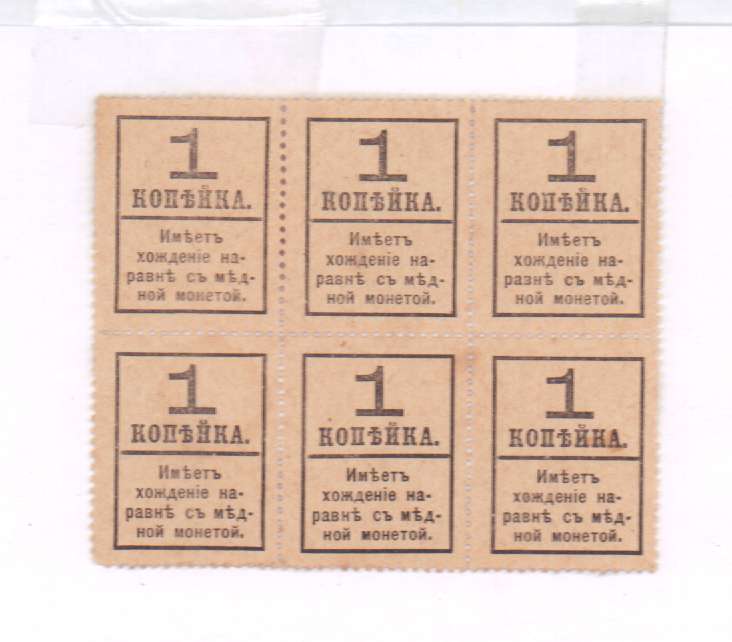 1
КОПѢЙКА.
Имѣетъ
хожденіе на-
равнѣ съ мѣд-
ной монетой.
1
КОПѢЙКА.
Имѣетъ
хожденіе на-
равнѣ съ мѣд-
ной монетой.
1
КОПѢЙКА.
Имѣетъ
хожденіе на-
разнѣ съ мѣд-
ной монетой.
1
КОПѢЙКА.
Имѣетъ
хожденіе на-
равнѣ съ мѣд-
ной монетой.
1
КОПѢЙКА.
Имѣетъ
хожденіе на-
равнѣ съ мѣд-
ной монетой.
1
КОПѢЙКА.
Имѣетъ
хожденіе на-
равнѣ съ мѣд-
ной монетой.